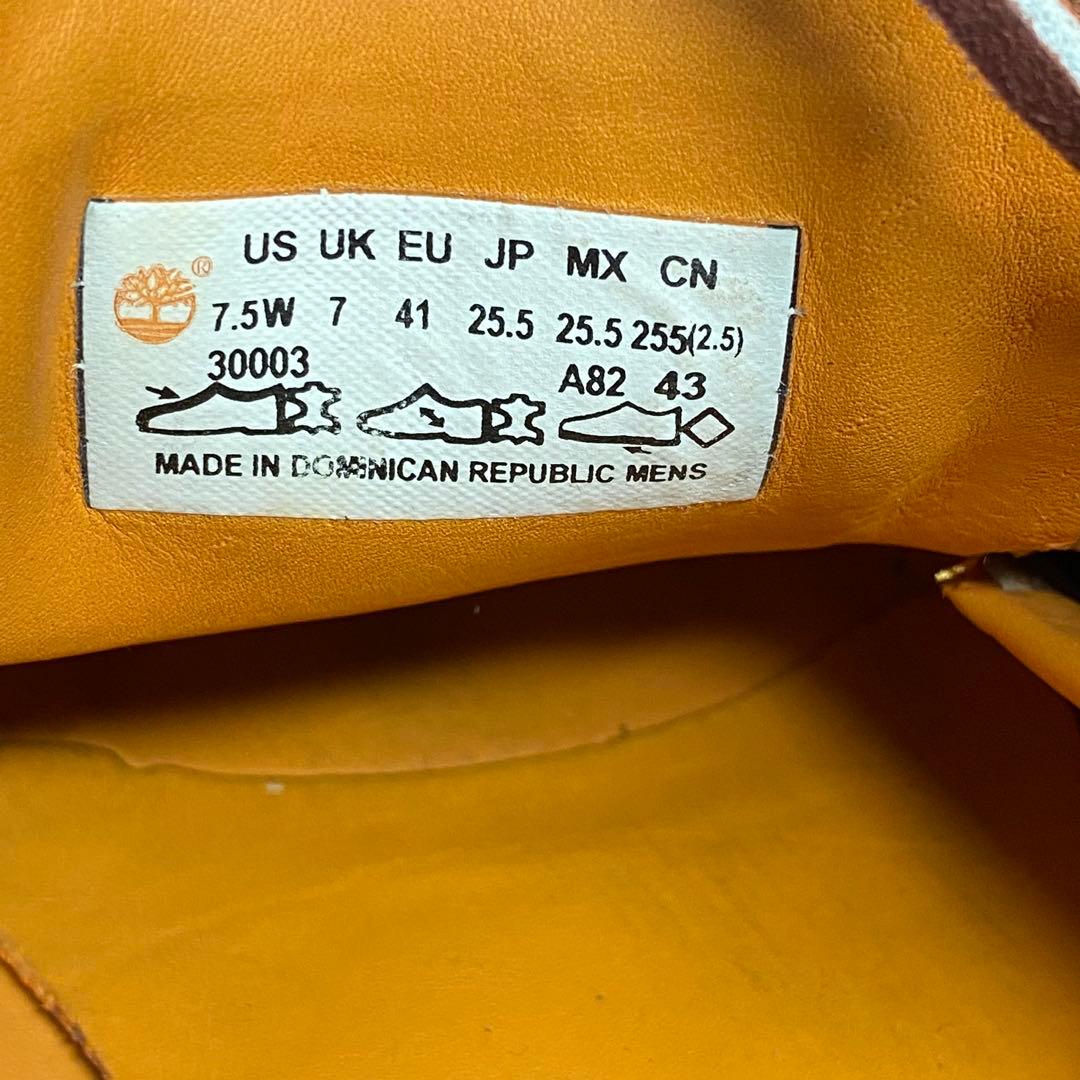 US UK EU JP MX CN
®
7.5W 7 41 25.5 25.5 255(2.5)
30003 A82 43
MADE IN DOMINICAN REPUBLIC MENS